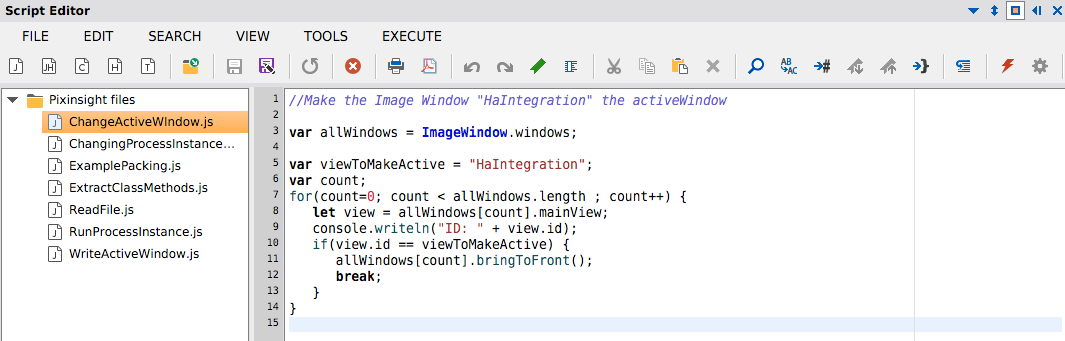 Script Editor
FILE EDIT SEARCH VIEW TOOLS EXECUTE
J JH C H T AB AC
Pixinsight files
ChangeActiveWIndow.js
ChangingProcessInstance...
ExamplePacking.js
ExtractClassMethods.js
ReadFile.js
RunProcessInstance.js
WriteActiveWindow.js
1 //Make the Image Window "HaIntegration" the activeWindow
2
3 var allWindows = ImageWindow.windows;
4
5 var viewToMakeActive = "HaIntegration";
6 var count;
7 for(count=0; count < allWindows.length ; count++) {
8 let view = allWindows[count].mainView;
9 console.writeln("ID: " + view.id);
10 if(view.id == viewToMakeActive) {
11 allWindows[count].bringToFront();
12 break;
13 }
14 }
15